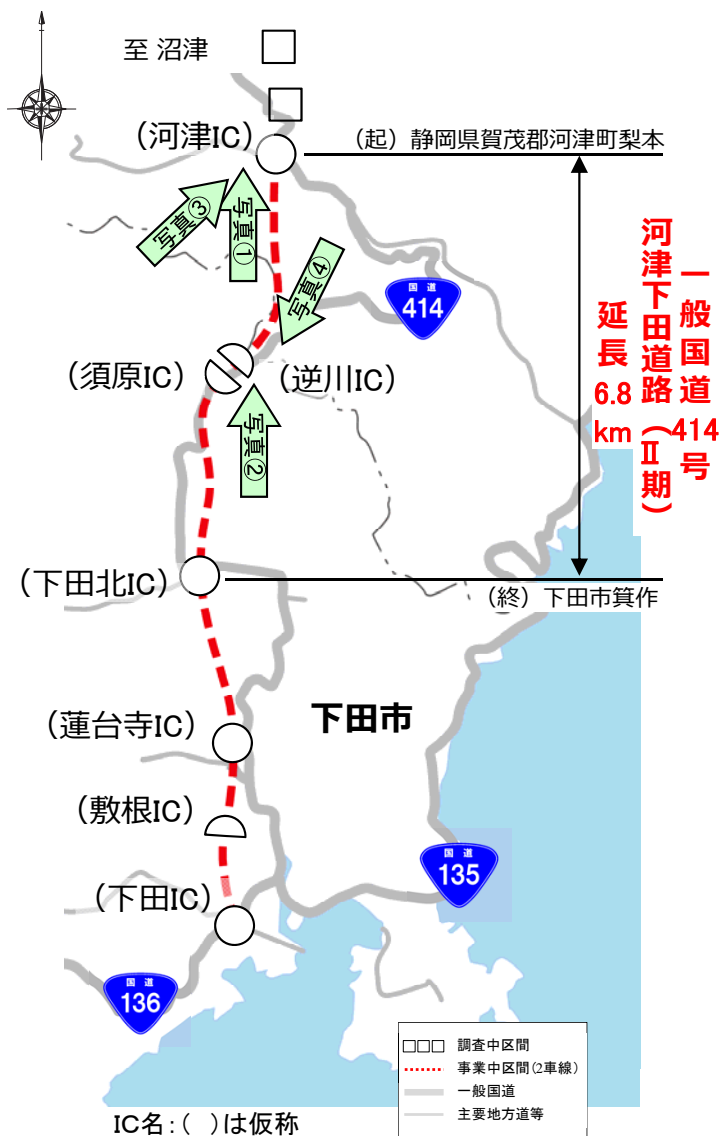 至 沼津
（河津IC）
（起）静岡県賀茂郡河津町梨本
写真③
写真①
写真④
国道
414
一般国道414号
河津下田道路（Ⅱ期）
延長6.8km
（須原IC）
（逆川IC）
写真②
（下田北IC）
（終）下田市箕作
（蓮台寺IC）
下田市
（敷根IC）
国道
135
（下田IC）
国道
136
調査中区間
事業中区間(2車線)
一般国道
主要地方道等
IC名：（ ）は仮称